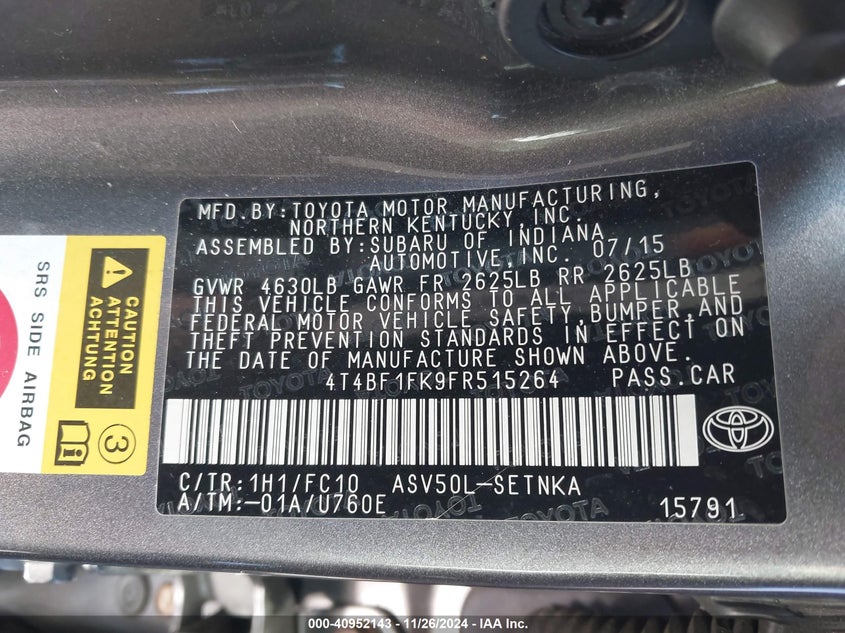 MFD. BY: TOYOTA MOTOR MANUFACTURING,
NORTHERN KENTUCKY, INC.
ASSEMBLED BY: SUBARU OF INDIANA
AUTOMOTIVE, INC. 07/15
GVWR 4630LB GAWR FR 2625LB RR 2625LB
THIS VEHICLE CONFORMS TO ALL APPLICABLE
FEDERAL MOTOR VEHICLE SAFETY, BUMPER, AND
THEFT PREVENTION STANDARDS IN EFFECT ON
THE DATE OF MANUFACTURE SHOWN ABOVE.
4T4BF1FK9FR515264 PASS. CAR
C/TR: 1H1/FC10 ASV50L-SETNKA
A/TM: -01A/U760E 15791
SRS SIDE AIRBAG
CAUTION
ATTENTION
ACHTUNG
3
000-40952143 - 11/26/2024 - IAA Inc.